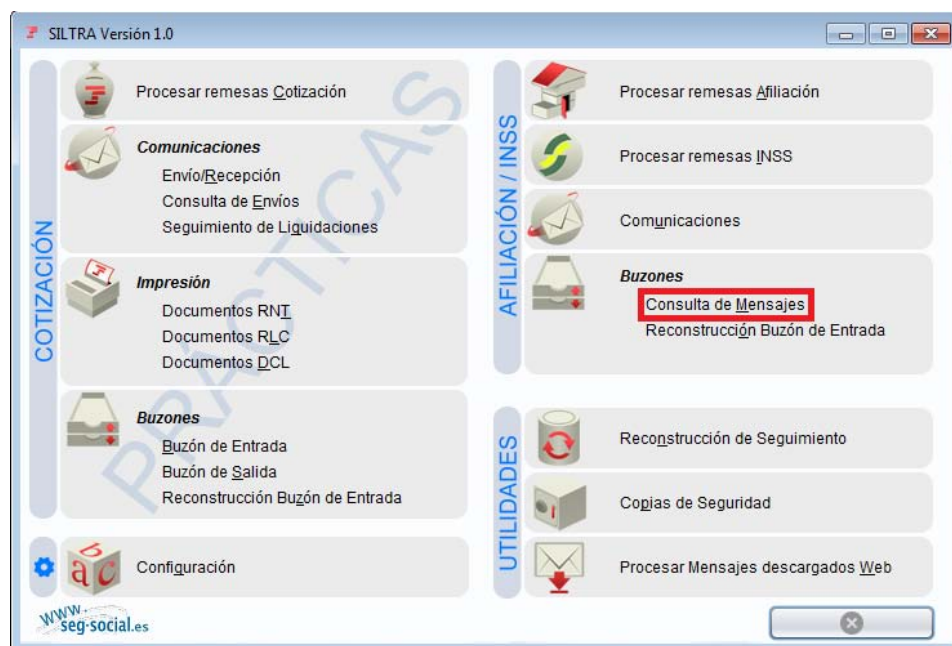 SILTRA Versión 1.0
COTIZACIÓN
Procesar remesas Cotización
Comunicaciones
Envío/Recepción
Consulta de Envíos
Seguimiento de Liquidaciones
Impresión
Documentos RNT
Documentos RLC
Documentos DCL
Buzones
Buzón de Entrada
Buzón de Salida
Reconstrucción Buzón de Entrada
a b c
Configuración
www.
seg-social.es
PRÁCTICAS
AFILIACIÓN / INSS
Procesar remesas Afiliación
Procesar remesas INSS
Comunicaciones
Buzones
Consulta de Mensajes
Reconstrucción Buzón de Entrada
UTILIDADES
Reconstrucción de Seguimiento
Copias de Seguridad
Procesar Mensajes descargados Web